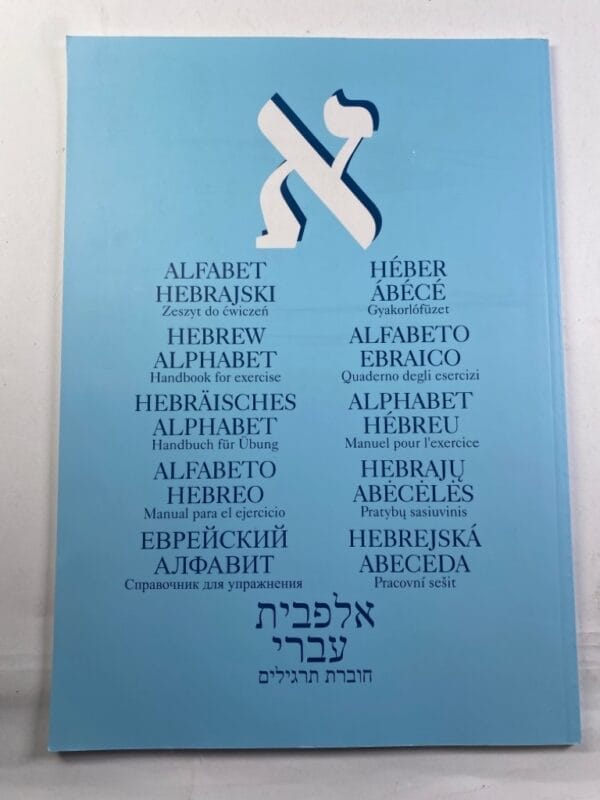 א
ALFABET
HEBRAJSKI
Zeszyt do ćwiczeń
HEBREW
ALPHABET
Handbook for exercise
HEBRÄISCHES
ALPHABET
Handbuch für Übung
ALFABETO
HEBREO
Manual para el ejercicio
ЕВРЕЙСКИЙ
АЛФАВИТ
Справочник для упражнения
HÉBER
ÁBÉCÉ
Gyakorlófüzet
ALFABETO
EBRAICO
Quaderno degli esercizi
ALPHABET
HÉBREU
Manuel pour l'exercice
HEBRAJŲ
ABĖCĖLĖS
Pratybų sasiuvinis
HEBREJSKÁ
ABECEDA
Pracovní sešit
אלפבית
עברי
חוברת תרגילים